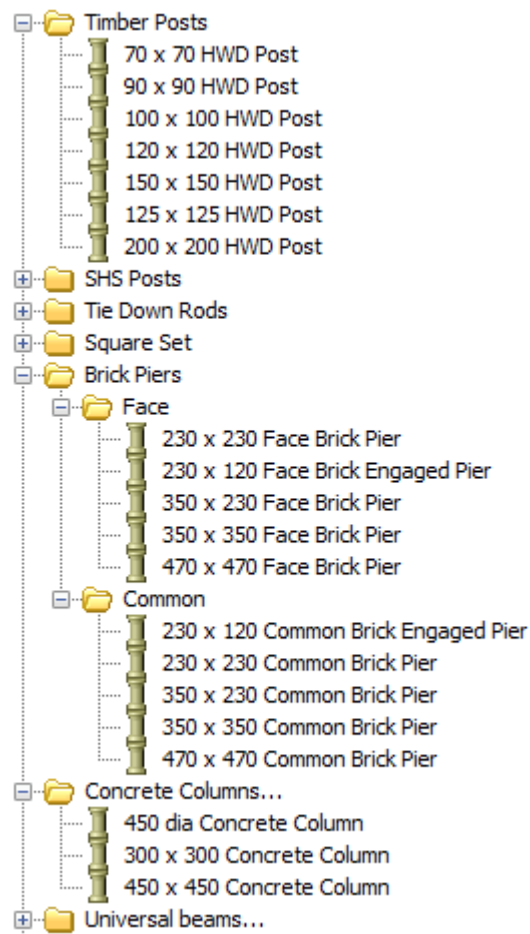 Timber Posts
70 x 70 HWD Post
90 x 90 HWD Post
100 x 100 HWD Post
120 x 120 HWD Post
150 x 150 HWD Post
125 x 125 HWD Post
200 x 200 HWD Post
SHS Posts
Tie Down Rods
Square Set
Brick Piers
Face
230 x 230 Face Brick Pier
230 x 120 Face Brick Engaged Pier
350 x 230 Face Brick Pier
350 x 350 Face Brick Pier
470 x 470 Face Brick Pier
Common
230 x 120 Common Brick Engaged Pier
230 x 230 Common Brick Pier
350 x 230 Common Brick Pier
350 x 350 Common Brick Pier
470 x 470 Common Brick Pier
Concrete Columns...
450 dia Concrete Column
300 x 300 Concrete Column
450 x 450 Concrete Column
Universal beams...